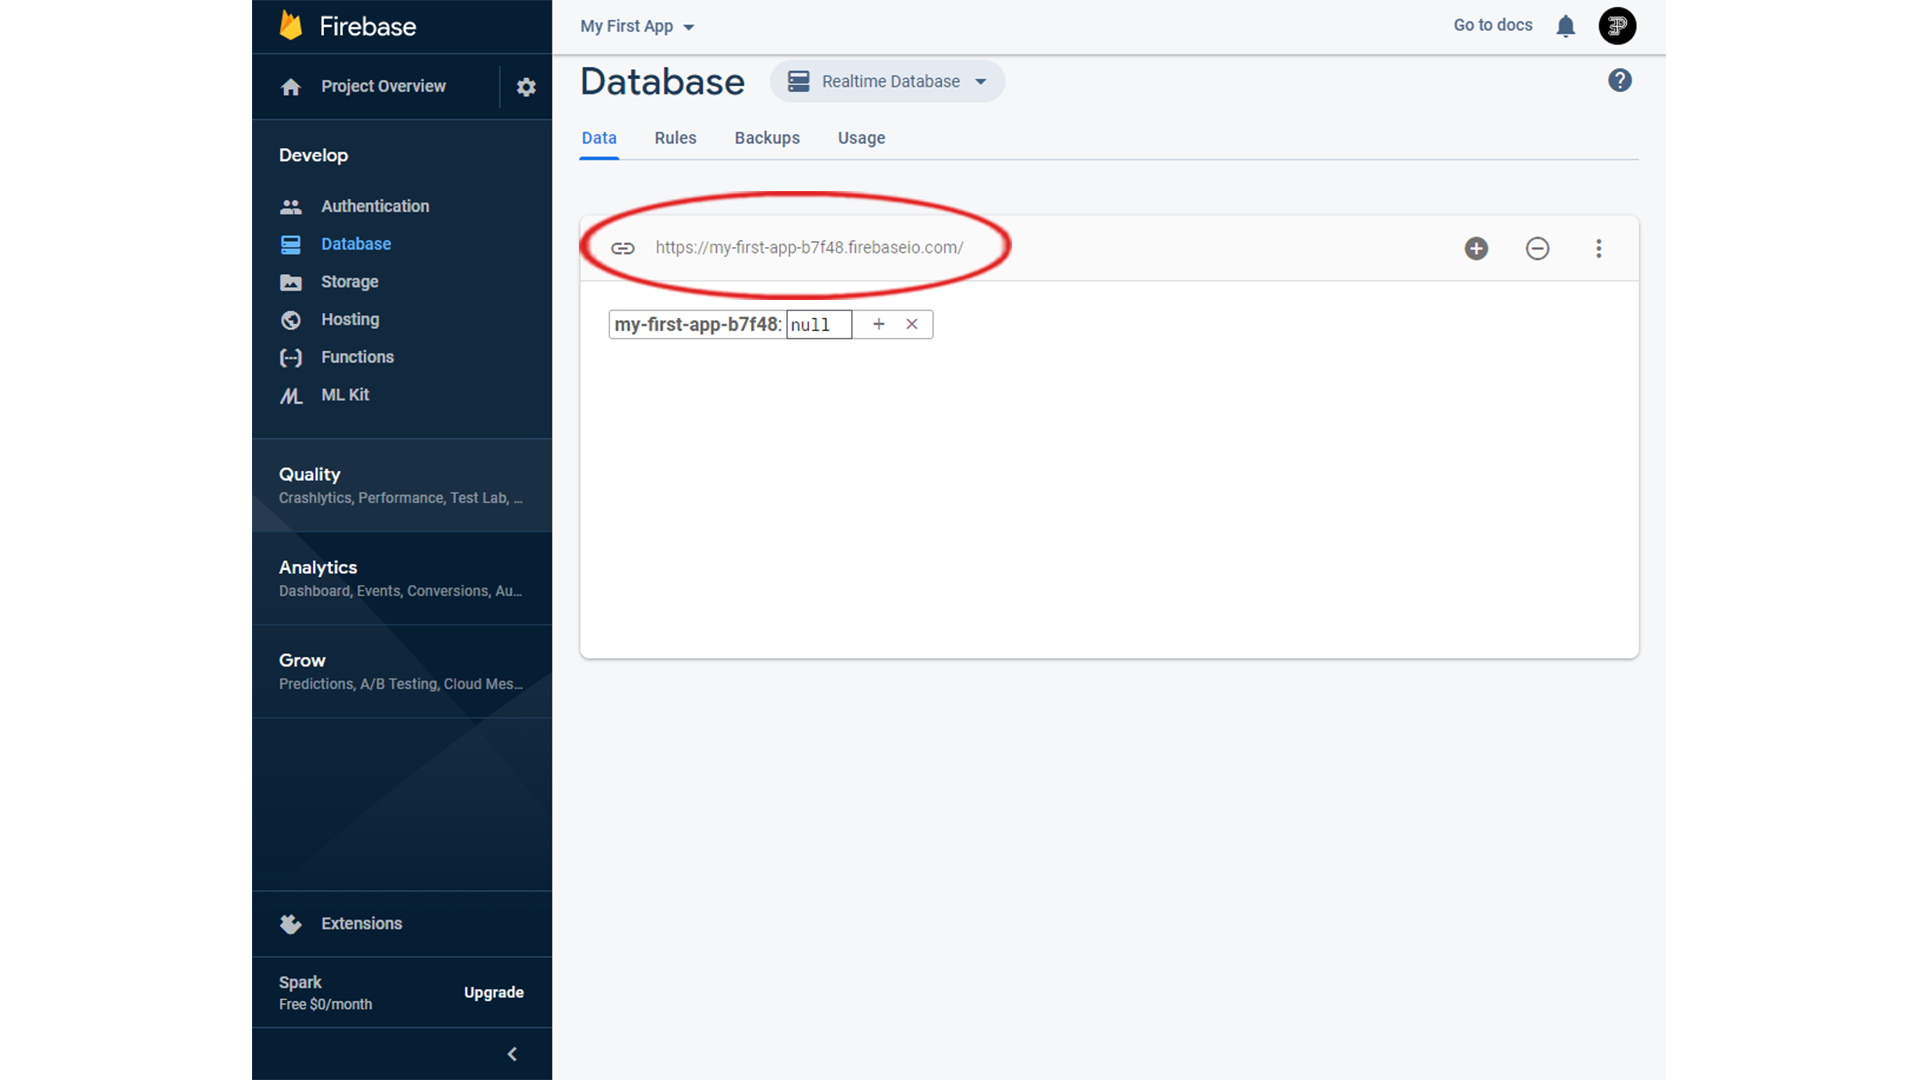 Firebase
Project Overview
Develop
Authentication
Database
Storage
Hosting
Functions
ML Kit
Quality
Crashlytics, Performance, Test Lab, ...
Analytics
Dashboard, Events, Conversions, Au...
Grow
Predictions, A/B Testing, Cloud Mes...
Extensions
Spark
Free $0/month
Upgrade
My First App
Go to docs
Database
Realtime Database
Data Rules Backups Usage
https://my-first-app-b7f48.firebaseio.com/
my-first-app-b7f48: null